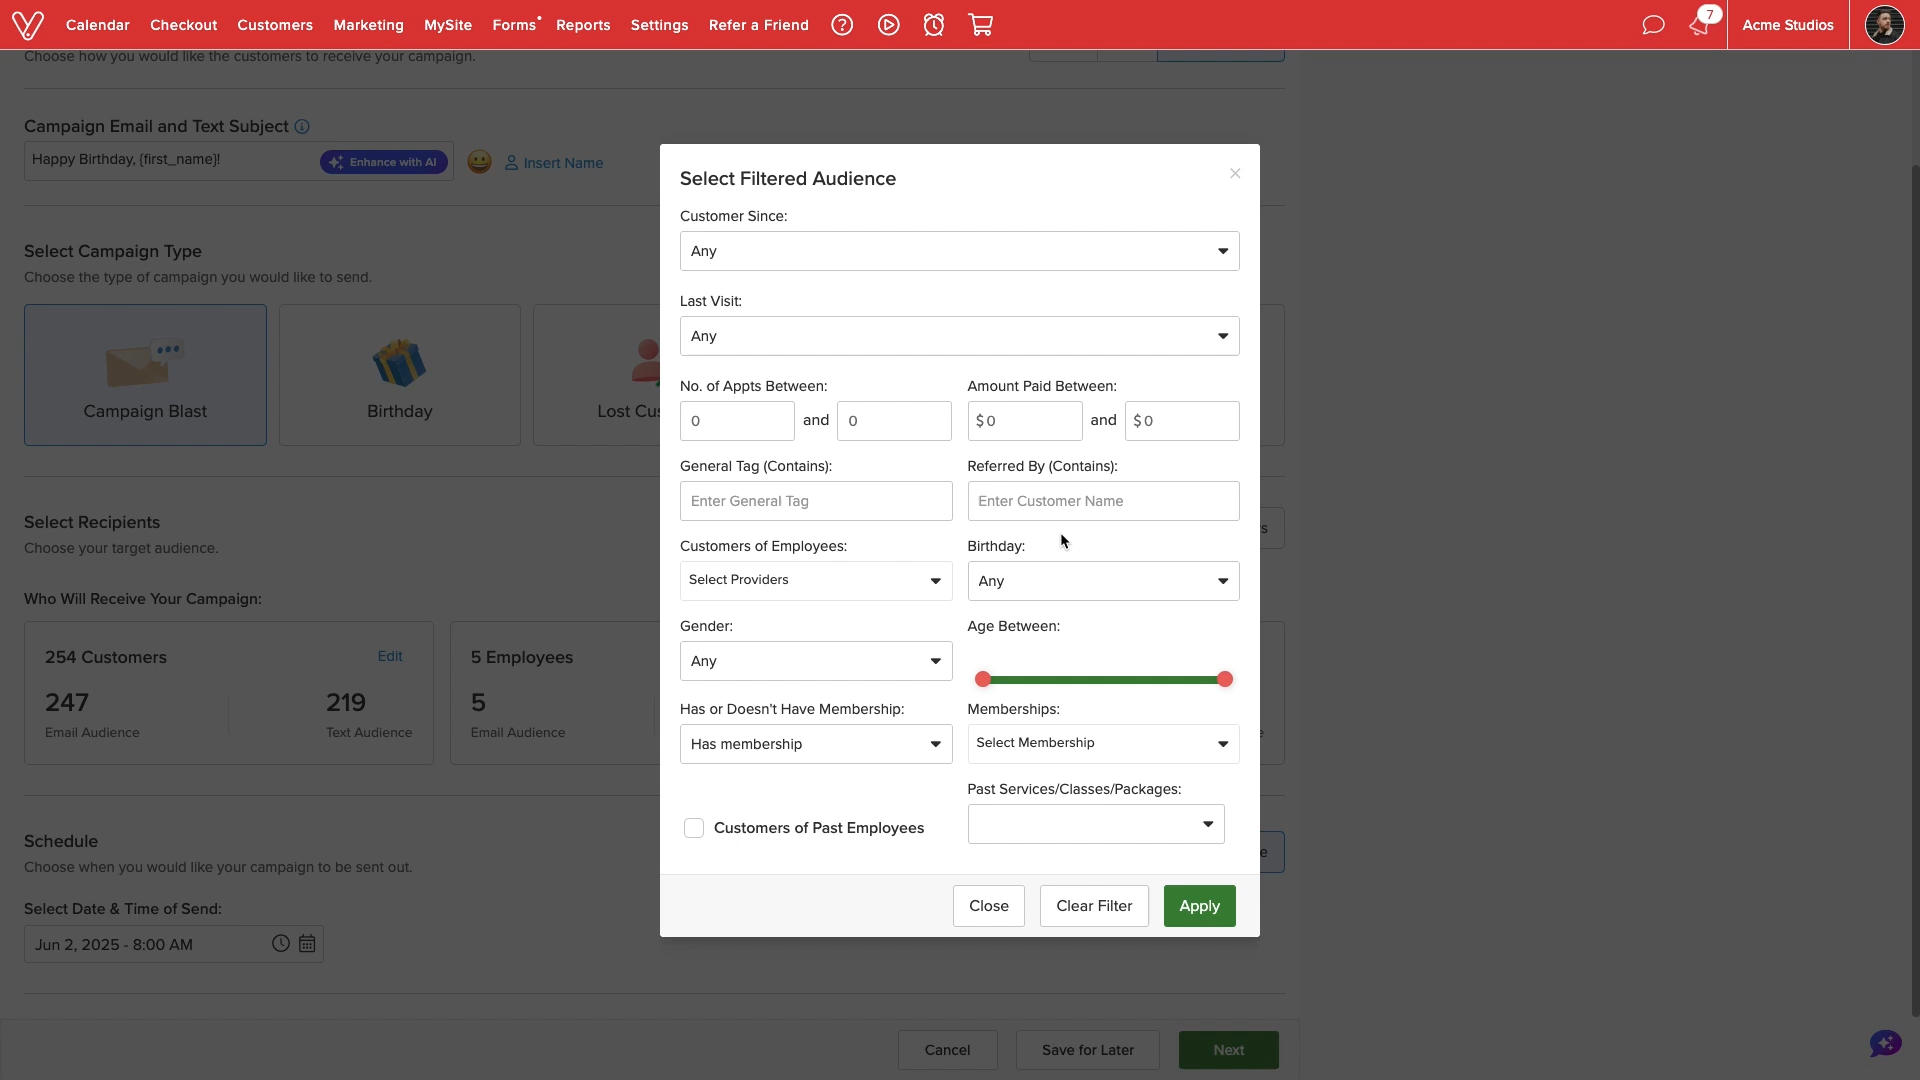 Calendar Checkout Customers Marketing MySite Forms Reports Settings Refer a Friend 7 Acme Studios
Choose how you would like the customers to receive your campaign.
Campaign Email and Text Subject
Happy Birthday, {first_name}!
Enhance with AI
Insert Name
Select Campaign Type
Choose the type of campaign you would like to send.
Campaign Blast
Birthday
Lost Cus
Select Recipients
Choose your target audience.
Who Will Receive Your Campaign:
254 Customers
Edit
247
Email Audience
219
Text Audience
5 Employees
5
Email Audience
Schedule
Choose when you would like your campaign to be sent out.
Select Date & Time of Send:
Jun 2, 2025 - 8:00 AM
Select Filtered Audience
Customer Since:
Any
Last Visit:
Any
No. of Appts Between:
0 and 0
Amount Paid Between:
$ 0 and $ 0
General Tag (Contains):
Enter General Tag
Referred By (Contains):
Enter Customer Name
Customers of Employees:
Select Providers
Birthday:
Any
Gender:
Any
Age Between:
Has or Doesn't Have Membership:
Has membership
Memberships:
Select Membership
Customers of Past Employees
Past Services/Classes/Packages:
Close
Clear Filter
Apply
Cancel
Save for Later
Next